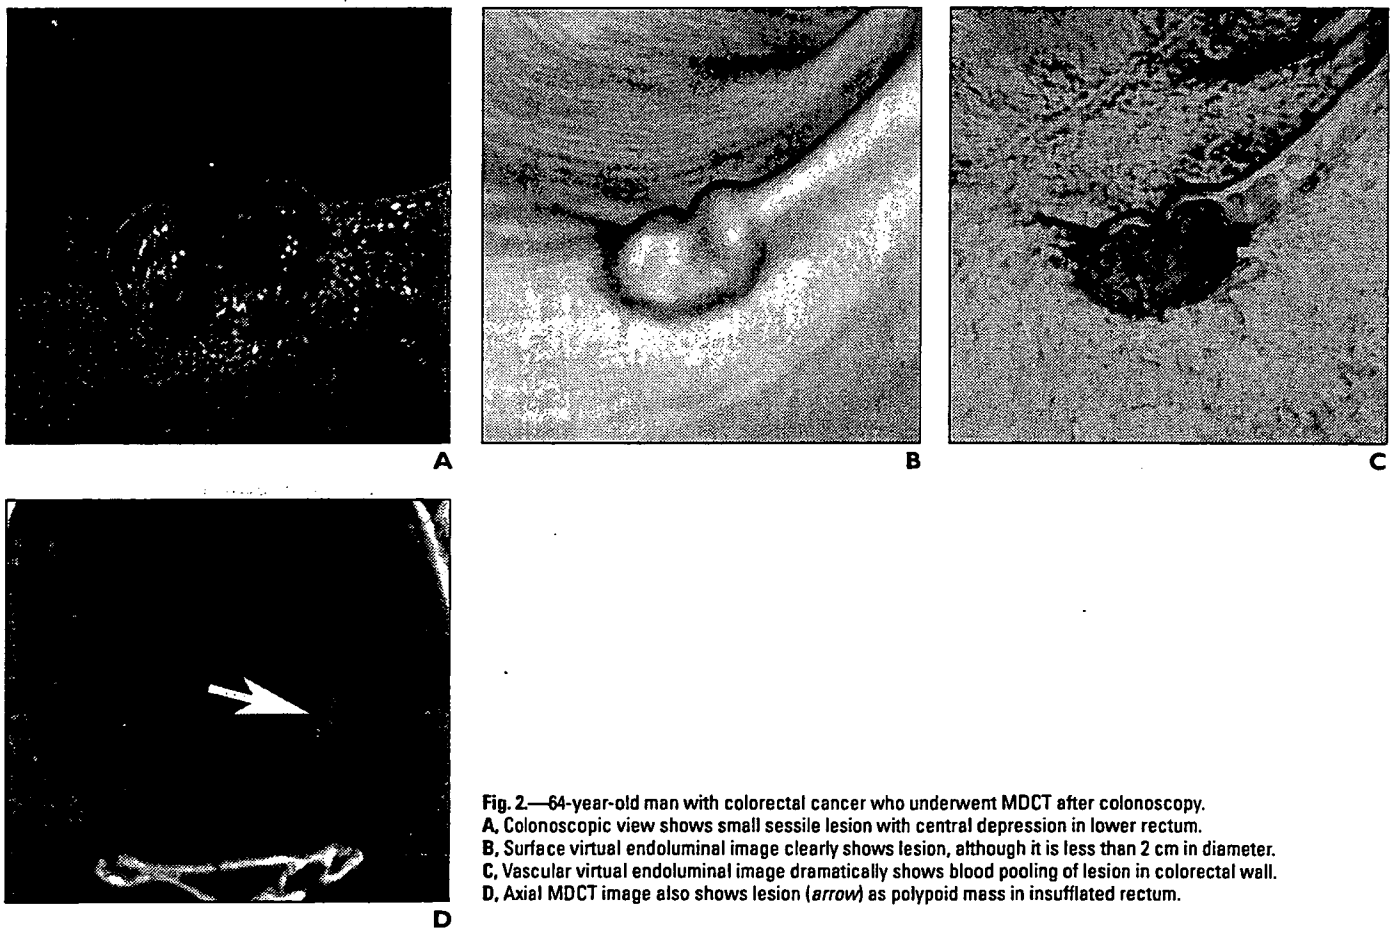 A
B
C
D
Fig. 2.—64-year-old man with colorectal cancer who underwent MDCT after colonoscopy.
A, Colonoscopic view shows small sessile lesion with central depression in lower rectum.
B, Surface virtual endoluminal image clearly shows lesion, although it is less than 2 cm in diameter.
C, Vascular virtual endoluminal image dramatically shows blood pooling of lesion in colorectal wall.
D, Axial MDCT image also shows lesion (arrow) as polypoid mass in insufflated rectum.